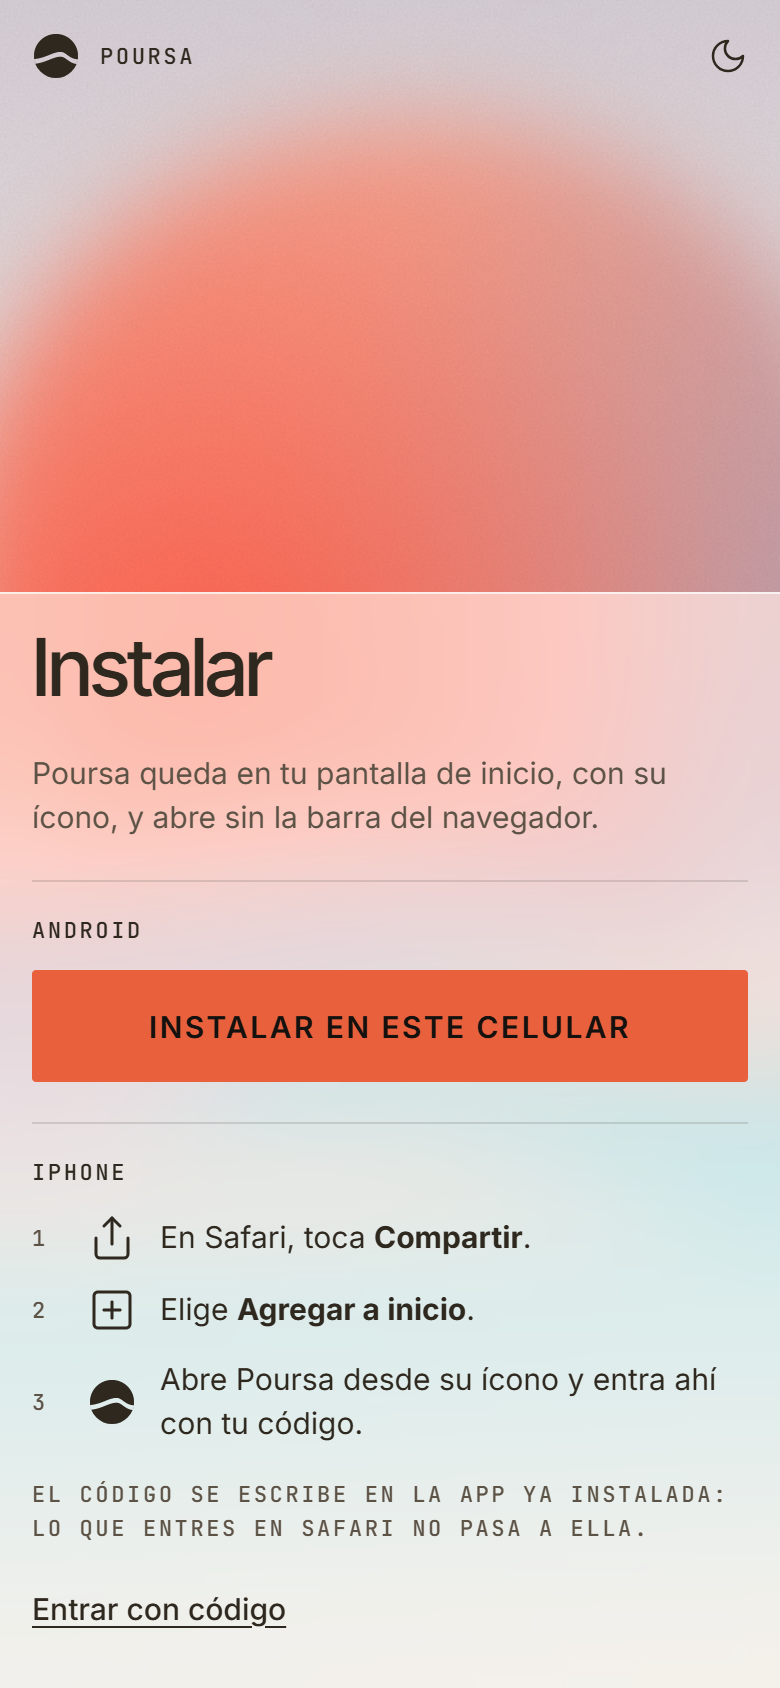 POURSA
Instalar
Poursa queda en tu pantalla de inicio, con su
ícono, y abre sin la barra del navegador.
ANDROID
INSTALAR EN ESTE CELULAR
IPHONE
1 En Safari, toca Compartir.
2 Elige Agregar a inicio.
3 Abre Poursa desde su ícono y entra ahí
con tu código.
EL CÓDIGO SE ESCRIBE EN LA APP YA INSTALADA:
LO QUE ENTRES EN SAFARI NO PASA A ELLA.
Entrar con código